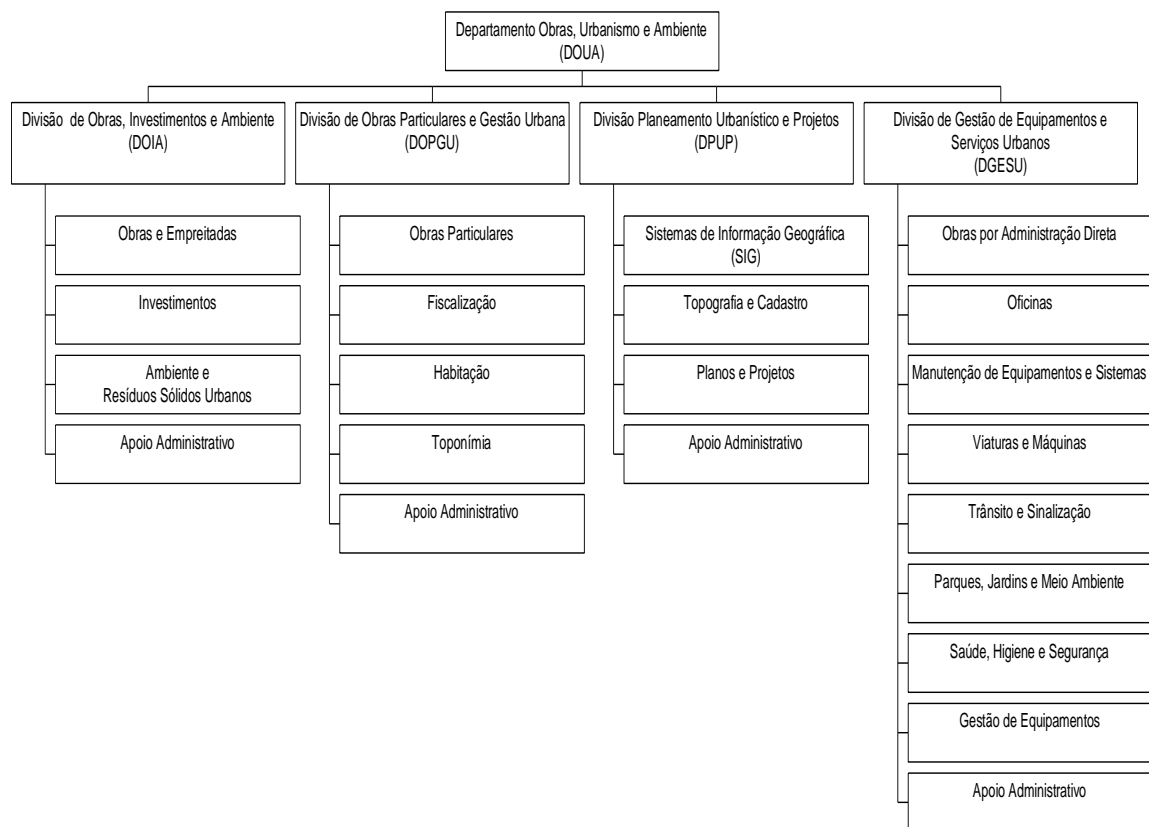 Departamento Obras, Urbanismo e Ambiente
(DOUA)
Divisão de Obras, Investimentos e Ambiente
(DOIA)
Obras e Empreitadas
Investimentos
Ambiente e
Resíduos Sólidos Urbanos
Apoio Administrativo
Divisão de Obras Particulares e Gestão Urbana
(DOPGU)
Obras Particulares
Fiscalização
Habitação
Toponímia
Apoio Administrativo
Divisão Planeamento Urbanístico e Projetos
(DPUP)
Sistemas de Informação Geográfica
(SIG)
Topografia e Cadastro
Planos e Projetos
Apoio Administrativo
Divisão de Gestão de Equipamentos e
Serviços Urbanos
(DGESU)
Obras por Administração Direta
Oficinas
Manutenção de Equipamentos e Sistemas
Viaturas e Máquinas
Trânsito e Sinalização
Parques, Jardins e Meio Ambiente
Saúde, Higiene e Segurança
Gestão de Equipamentos
Apoio Administrativo